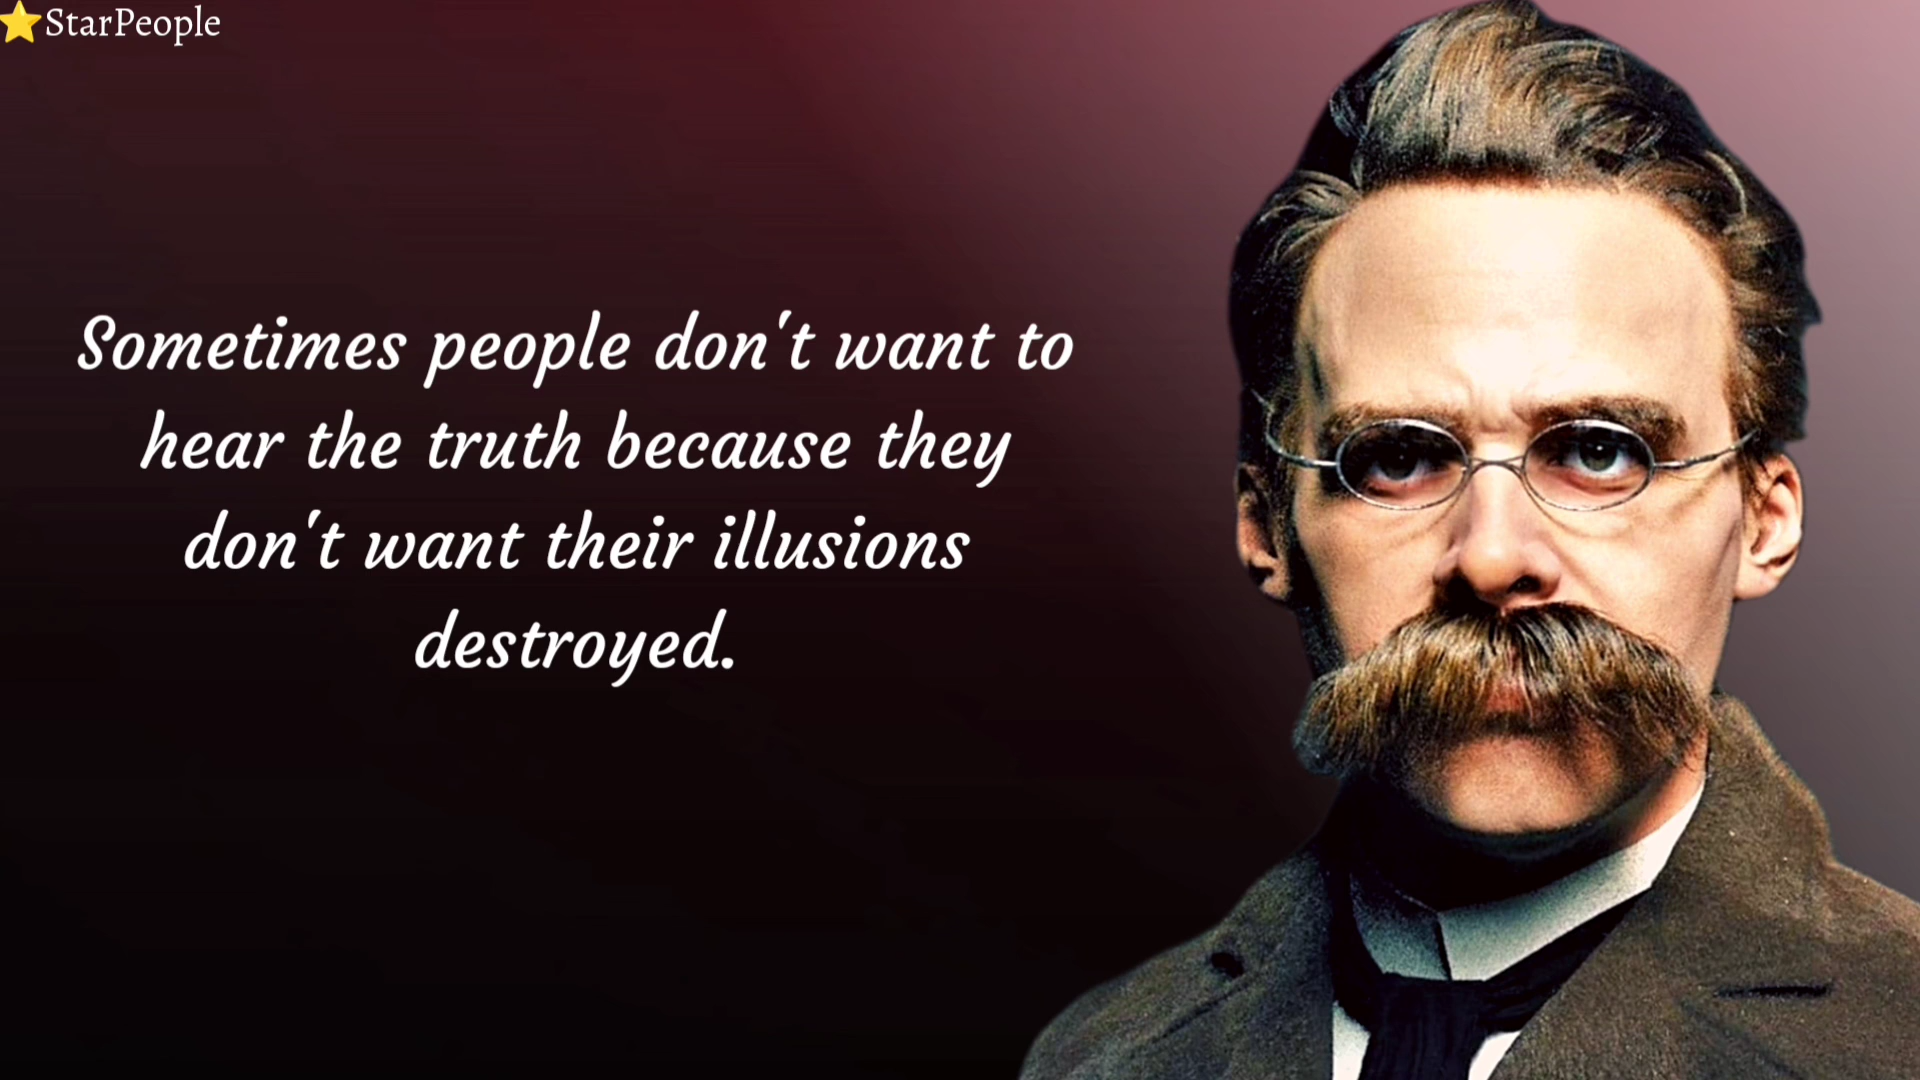 ⭐StarPeople
Sometimes people don't want to
hear the truth because they
don't want their illusions
destroyed.